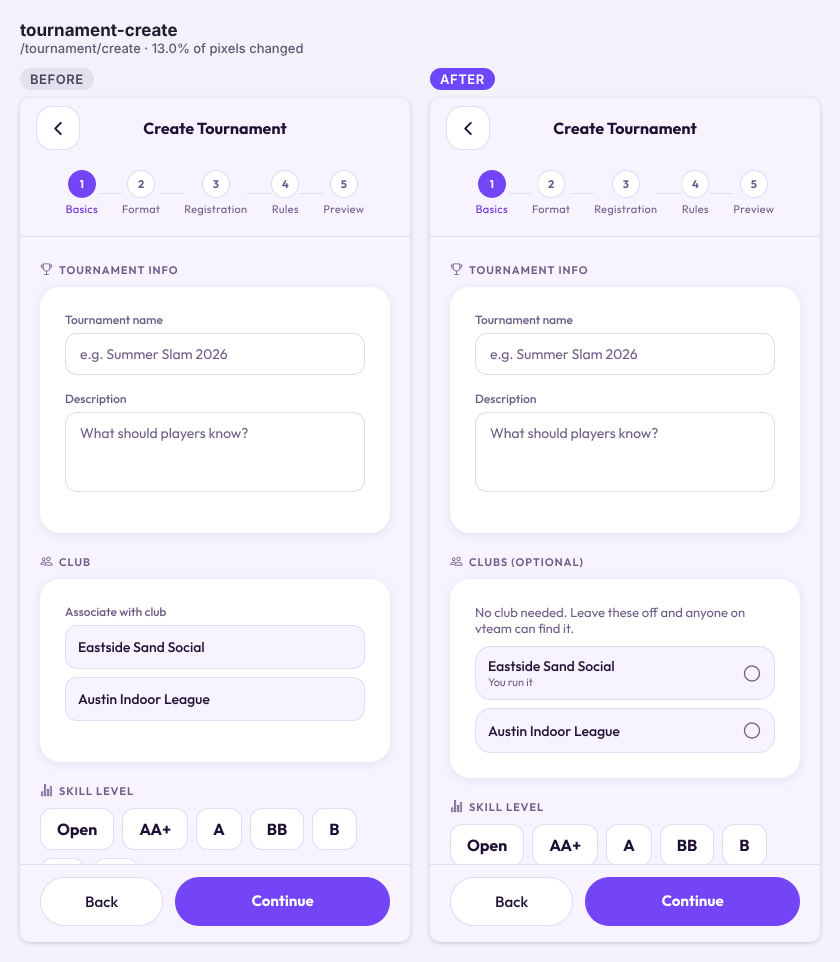 tournament-create
/tournament/create · 13.0% of pixels changed
BEFORE
Create Tournament
1 2 3 4 5
Basics Format Registration Rules Preview
TOURNAMENT INFO
Tournament name
e.g. Summer Slam 2026
Description
What should players know?
CLUB
Associate with club
Eastside Sand Social
Austin Indoor League
SKILL LEVEL
Open AA+ A BB B
Back Continue
AFTER
Create Tournament
1 2 3 4 5
Basics Format Registration Rules Preview
TOURNAMENT INFO
Tournament name
e.g. Summer Slam 2026
Description
What should players know?
CLUBS (OPTIONAL)
No club needed. Leave these off and anyone on
vteam can find it.
Eastside Sand Social
You run it
Austin Indoor League
SKILL LEVEL
Open AA+ A BB B
Back Continue